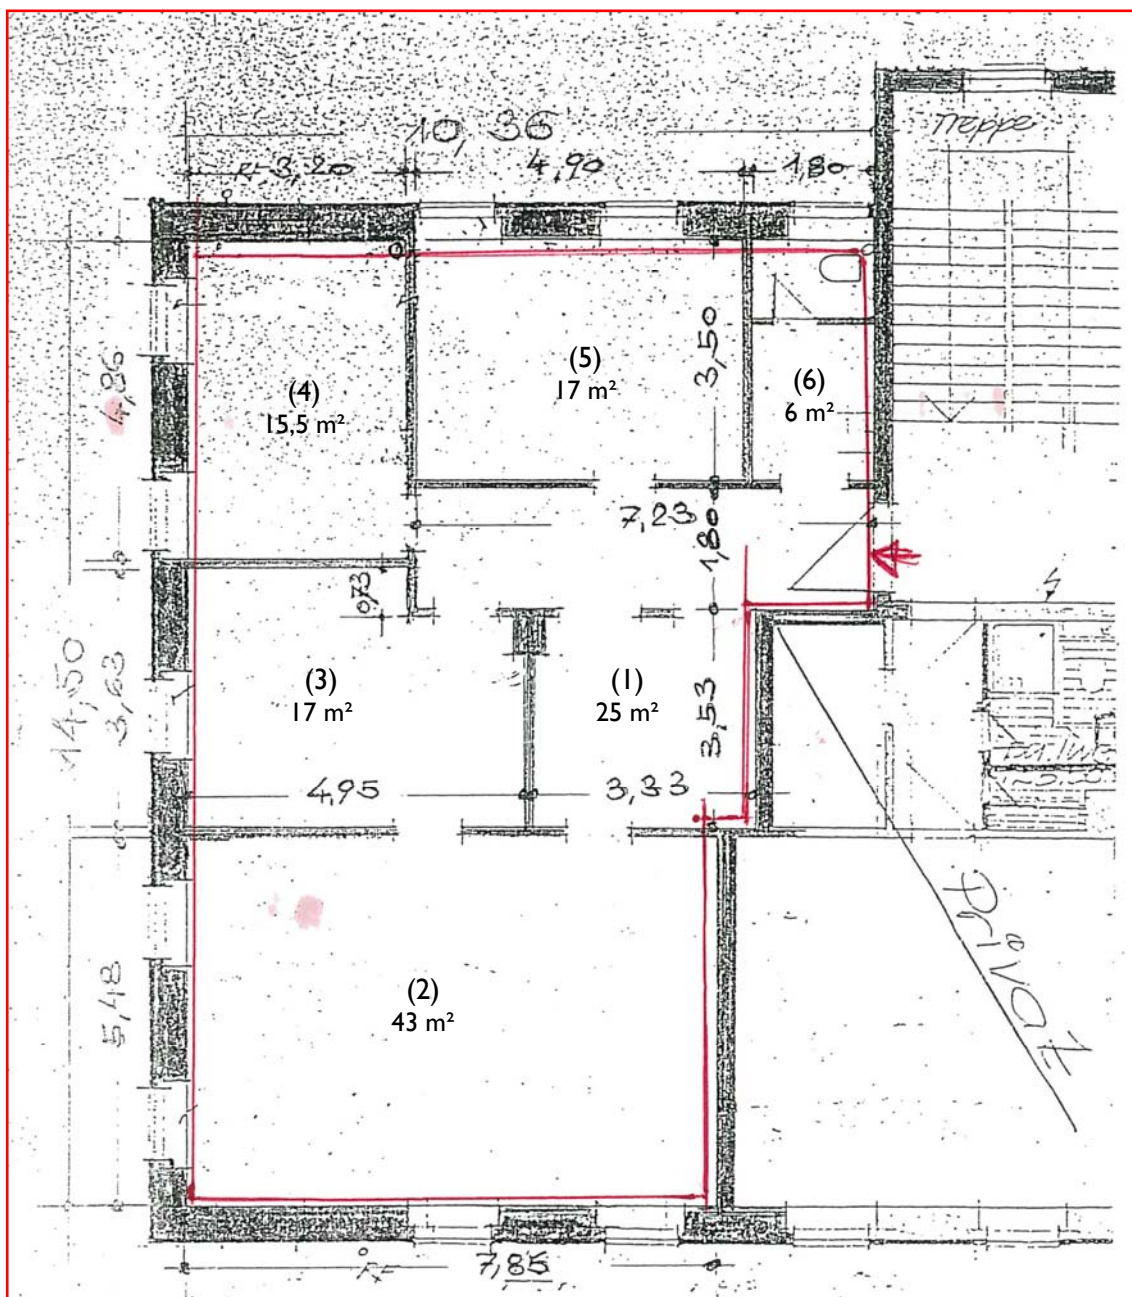 10,36
3,20
4,90
1,80
Treppe
4,86
(4)
15,5 m²
(5)
17 m²
3,50
(6)
6 m²
7,23
1,80
0,73
14,50
3,63
(3)
17 m²
(1)
25 m²
3,53
4,95
3,33
Privat
5,48
(2)
43 m²
7,85